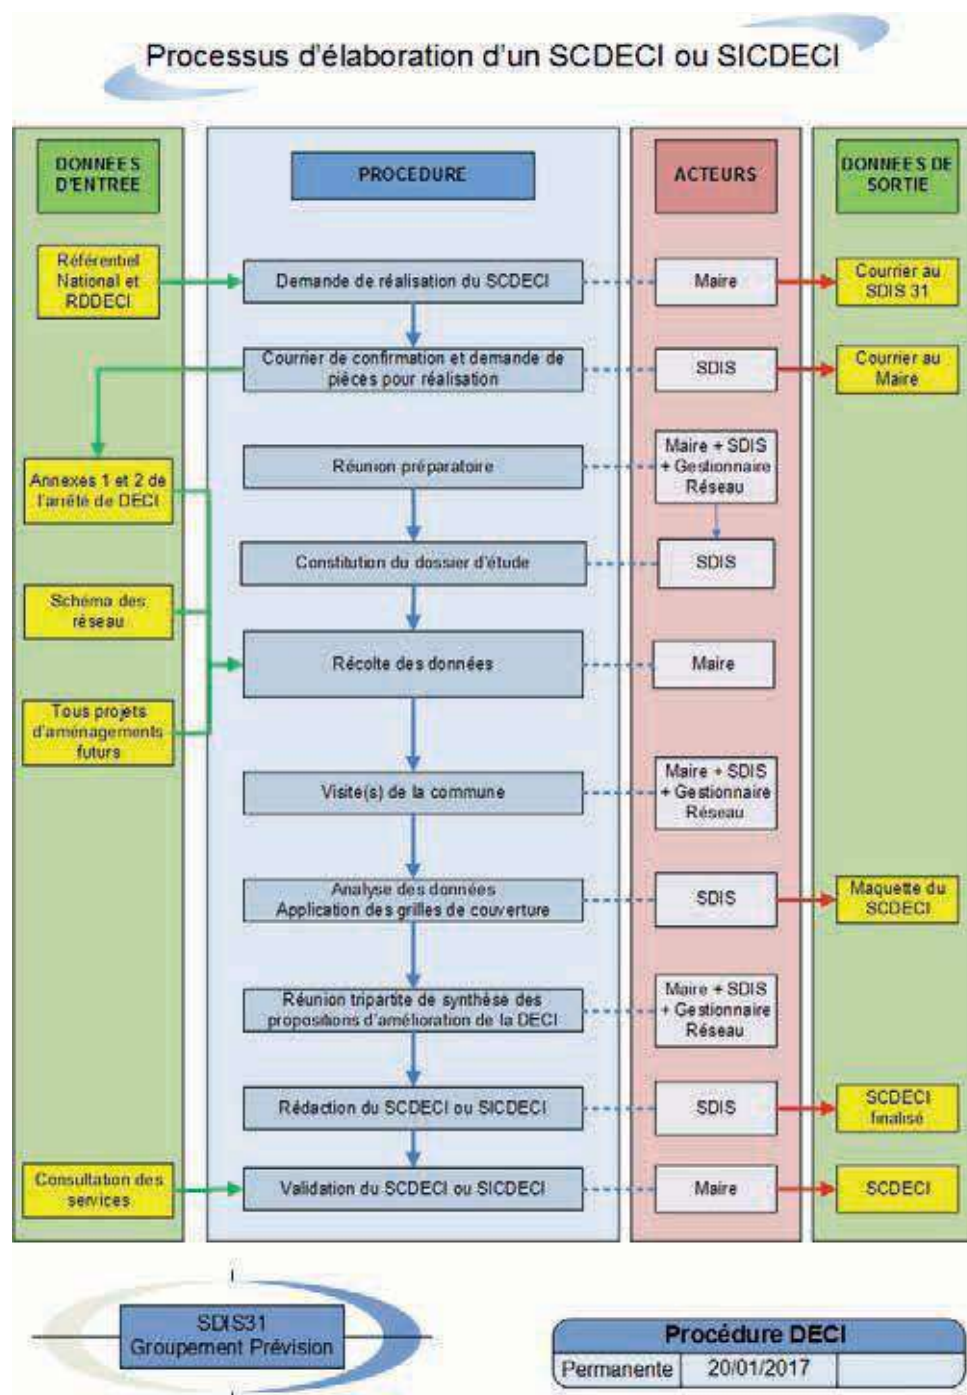 Processus d'élaboration d'un SCDECI ou SICDECI
DONNEES
D'ENTREE
PROCEDURE
ACTEURS
DONNEES DE
SORTIE
Référentiel
National et
RDDECI
Demande de réalisation du SCDECI
Maire
Courrier au
SDIS 31
Courrier de confirmation et demande de
pièces pour réalisation
SDIS
Courrier au
Maire
Annexes 1 et 2 de
l'arrêté de DECI
Réunion préparatoire
Maire + SDIS
+ Gestionnaire
Réseau
Constitution du dossier d'étude
SDIS
Schéma des
réseau
Récolte des données
Maire
Tous projets
d'aménagements
futurs
Visite(s) de la commune
Maire + SDIS
+ Gestionnaire
Réseau
Analyse des données
Application des grilles de couverture
SDIS
Maquette du
SCDECI
Réunion tripartite de synthèse des
propositions d'amélioration de la DECI
Maire + SDIS
+ Gestionnaire
Réseau
Rédaction du SCDECI ou SICDECI
SDIS
SCDECI
finalisé
Consultation des
services
Validation du SCDECI ou SICDECI
Maire
SCDECI
SDIS31
Groupement Prévision
Procédure DECI
Permanente 20/01/2017